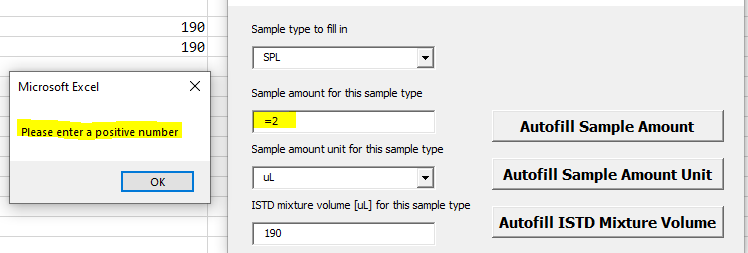 190
190
Microsoft Excel
Please enter a positive number
OK
Sample type to fill in
SPL
Sample amount for this sample type
=2
Autofill Sample Amount
Sample amount unit for this sample type
uL
Autofill Sample Amount Unit
ISTD mixture volume [uL] for this sample type
190
Autofill ISTD Mixture Volume